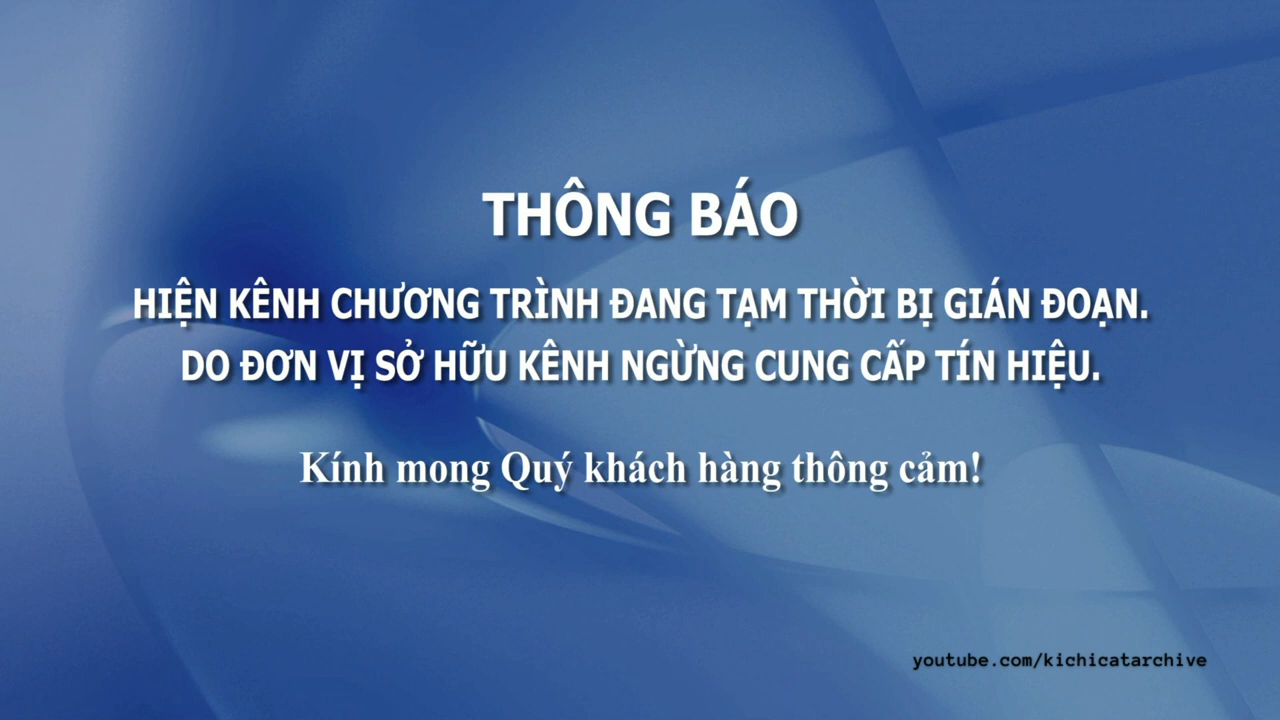 THÔNG BÁO
HIỆN KÊNH CHƯƠNG TRÌNH ĐANG TẠM THỜI BỊ GIÁN ĐOẠN.
DO ĐƠN VỊ SỞ HỮU KÊNH NGỪNG CUNG CẤP TÍN HIỆU.
Kính mong Quý khách hàng thông cảm!
youtube.com/kichicatarchive